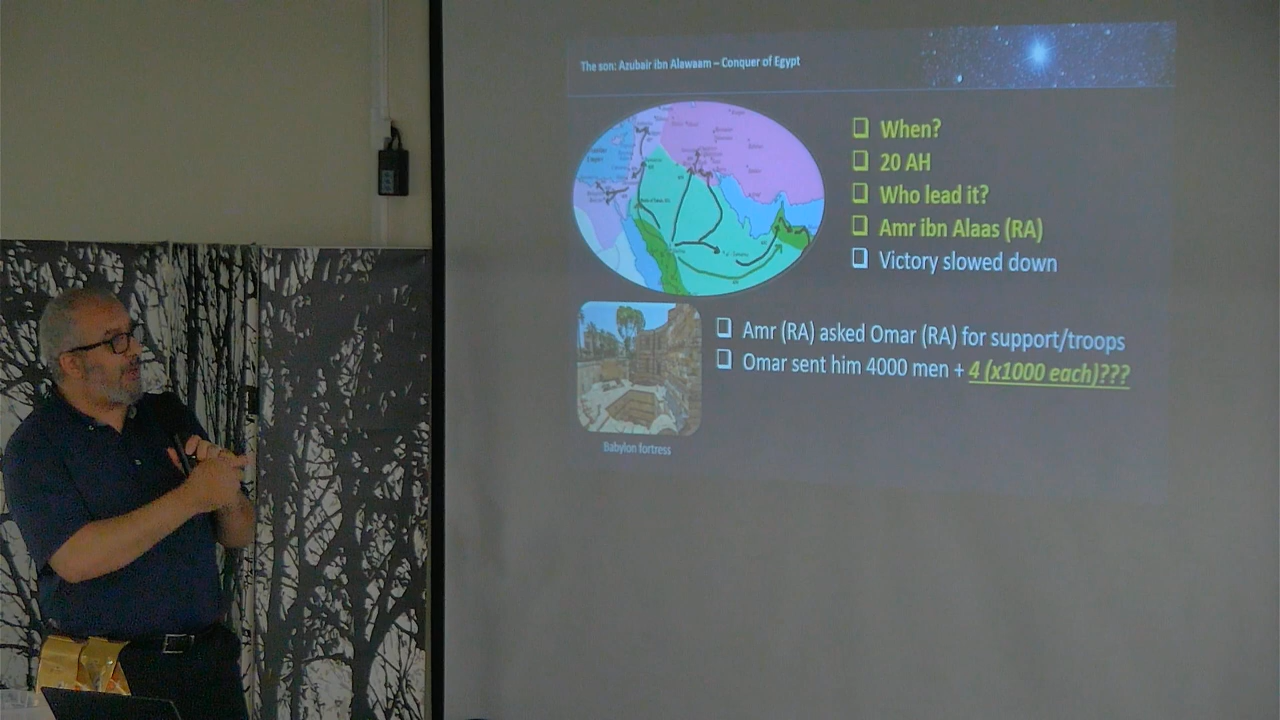 The son: Azubair ibn Alawaam – Conquer of Egypt
When?
20 AH
Who lead it?
Amr ibn Alaas (RA)
Victory slowed down
Amr (RA) asked Omar (RA) for support/troops
Omar sent him 4000 men + 4 (x1000 each)???
Babylon fortress